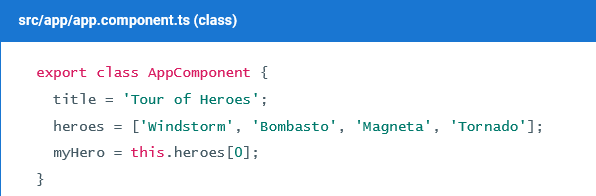 src/app/app.component.ts (class)
export class AppComponent {
  title = 'Tour of Heroes';
  heroes = ['Windstorm', 'Bombasto', 'Magneta', 'Tornado'];
  myHero = this.heroes[0];
}